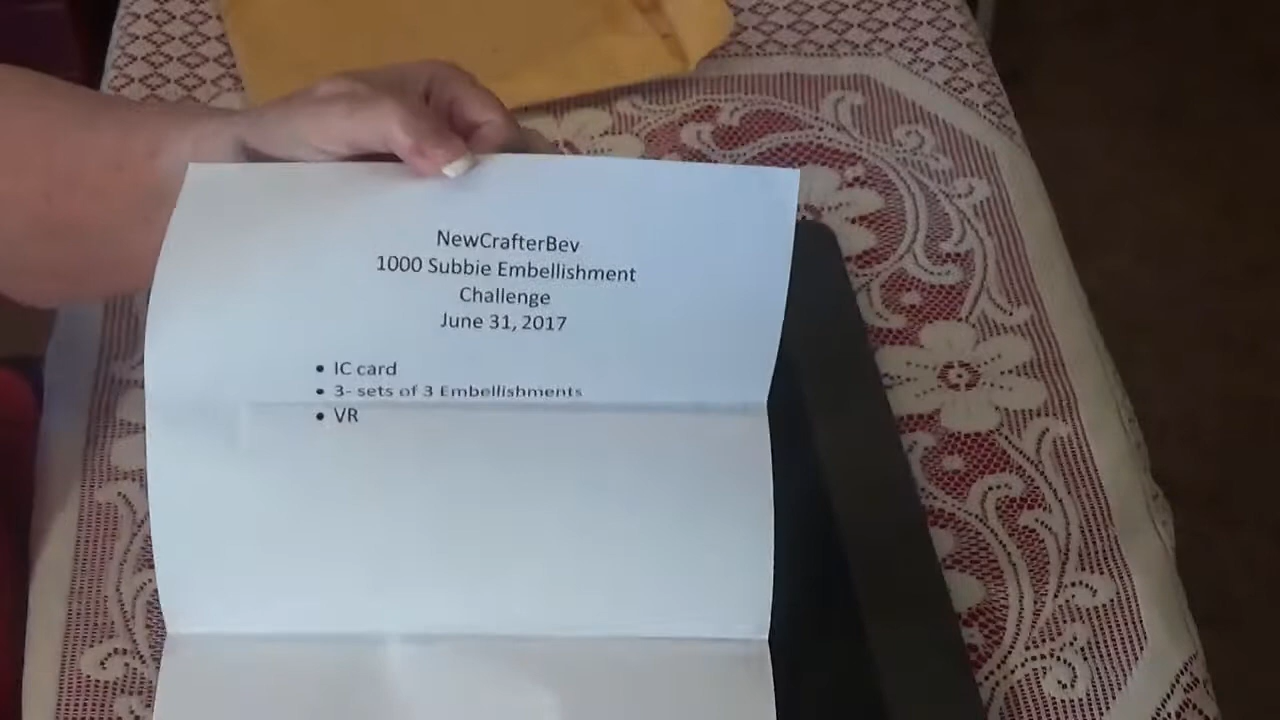 NewCrafterBev
1000 Subbie Embellishment
Challenge
June 31, 2017
• IC card
• 3- sets of 3 Embellishments
• VR